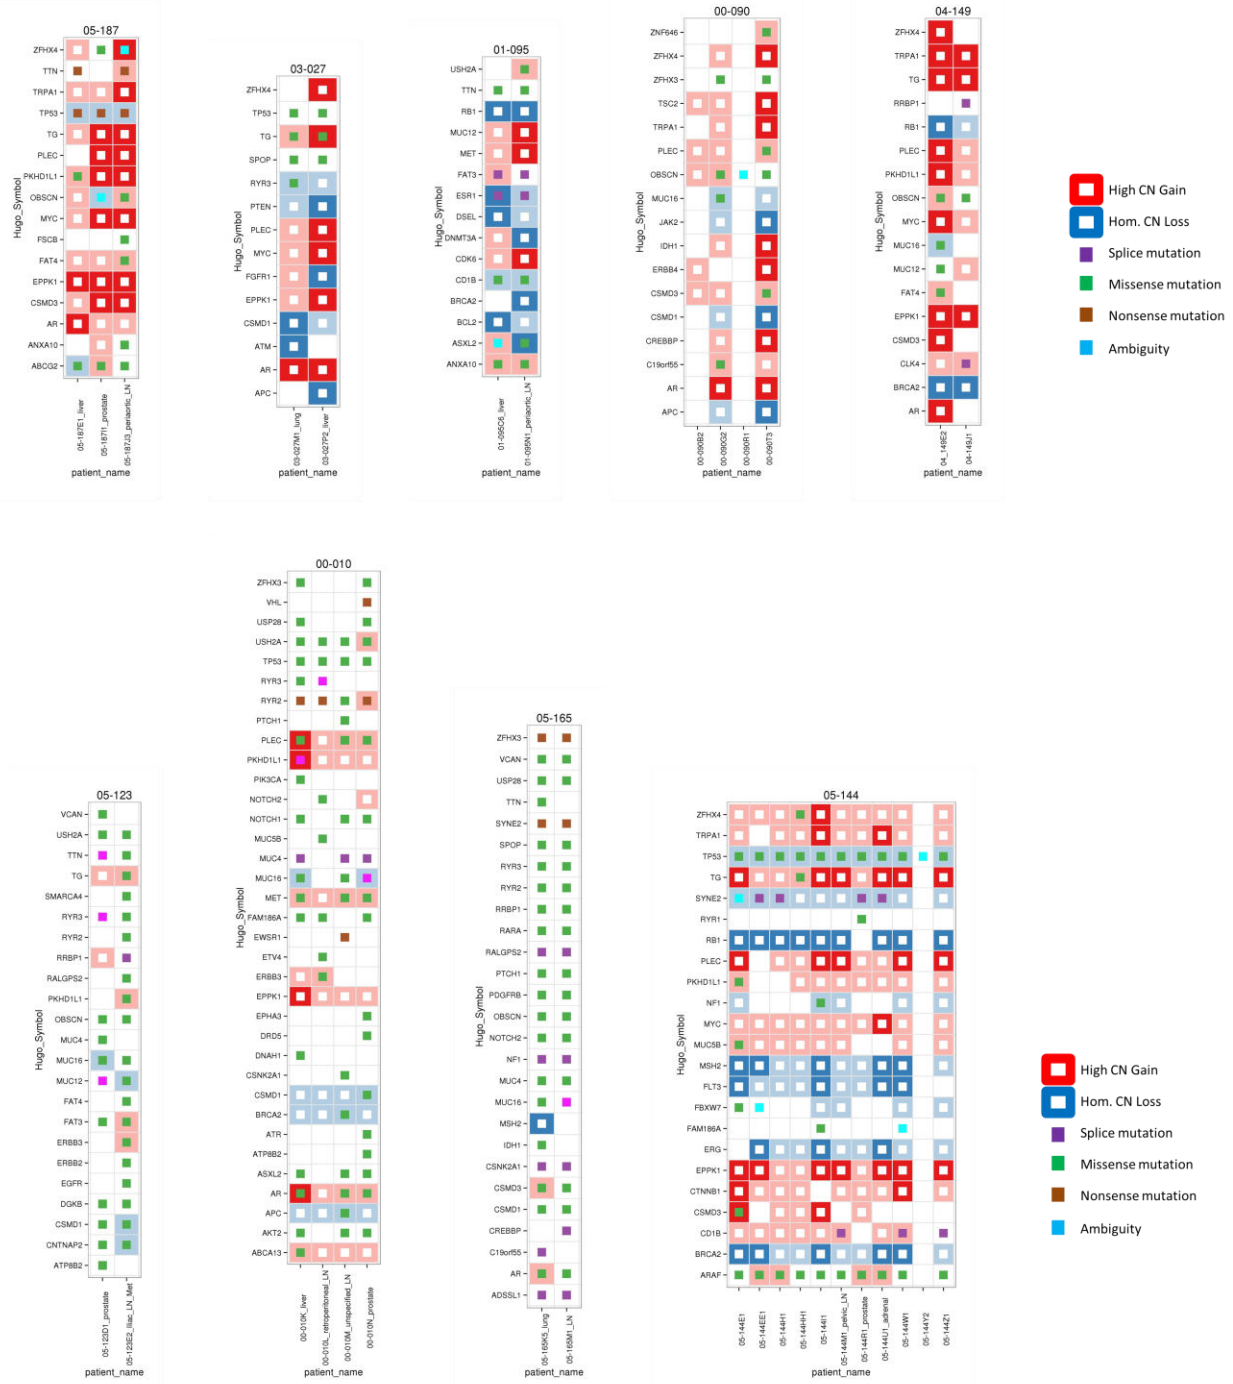 05-187
ZFHX4
TTN
TRPA1
TP53
TG
PLEC
PKHD1L1
OBSCN
MYC
FSCB
FAT4
EPPK1
CSMD3
AR
ANXA10
ABCG2
Hugo_Symbol
05-187E1_liver
05-187I1_prostate
05-187J3_periaortic_LN
patient_name
03-027
ZFHX4
TP53
TG
SPOP
RYR3
PTEN
PLEC
MYC
FGFR1
EPPK1
CSMD1
ATM
AR
APC
Hugo_Symbol
03-027M1_lung
03-027P2_liver
patient_name
01-095
USH2A
TTN
RB1
MUC12
MET
FAT3
ESR1
DSEL
DNMT3A
CDK6
CD1B
BRCA2
BCL2
ASXL2
ANXA10
Hugo_Symbol
01-095C6_liver
01-095N1_periaortic_LN
patient_name
00-090
ZNF646
ZFHX4
ZFHX3
TSC2
TRPA1
PLEC
OBSCN
MUC16
JAK2
IDH1
ERBB4
CSMD3
CSMD1
CREBBP
C19orf55
AR
APC
Hugo_Symbol
00-090B2
00-090G2
00-090R1
00-090T3
patient_name
04-149
ZFHX4
TRPA1
TG
RRBP1
RB1
PLEC
PKHD1L1
OBSCN
MYC
MUC16
MUC12
FAT4
EPPK1
CSMD3
CLK4
BRCA2
AR
Hugo_Symbol
04_149E2
04-149J1
patient_name
High CN Gain
Hom. CN Loss
Splice mutation
Missense mutation
Nonsense mutation
Ambiguity
05-123
VCAN
USH2A
TTN
TG
SMARCA4
RYR3
RYR2
RRBP1
RALGPS2
PKHD1L1
OBSCN
MUC4
MUC16
MUC12
FAT4
FAT3
ERBB3
ERBB2
EGFR
DGKB
CSMD1
CNTNAP2
ATP8B2
Hugo_Symbol
05-123D1_prostate
05-123E2_Iliac_LN_Met
patient_name
00-010
ZFHX3
VHL
USP28
USH2A
TP53
RYR3
RYR2
PTCH1
PLEC
PKHD1L1
PIK3CA
NOTCH2
NOTCH1
MUC5B
MUC4
MUC16
MET
FAM186A
EWSR1
ETV4
ERBB3
EPPK1
EPHA3
DRD5
DNAH1
CSNK2A1
CSMD1
BRCA2
ATR
ATP8B2
ASXL2
AR
APC
AKT2
ABCA13
Hugo_Symbol
00-010K_liver
00-010L_retroperitoneal_LN
00-010M_unspecified_LN
00-010N_prostate
patient_name
05-165
ZFHX3
VCAN
USP28
TTN
SYNE2
SPOP
RYR3
RYR2
RRBP1
RARA
RALGPS2
PTCH1
PDGFRB
OBSCN
NOTCH2
NF1
MUC4
MUC16
MSH2
IDH1
CSNK2A1
CSMD3
CSMD1
CREBBP
C19orf55
AR
ADSSL1
Hugo_Symbol
05-165K5_lung
05-165M1_LN
patient_name
05-144
ZFHX4
TRPA1
TP53
TG
SYNE2
RYR1
RB1
PLEC
PKHD1L1
NF1
MYC
MUC5B
MSH2
FLT3
FBXW7
FAM186A
ERG
EPPK1
CTNNB1
CSMD3
CD1B
BRCA2
ARAF
Hugo_Symbol
05-144E1
05-144EE1
05-144H1
05-144HH1
05-144I1
05-144M1_pelvic_LN
05-144R1_prostate
05-144U1_adrenal
05-144W1
05-144Y2
05-144Z1
patient_name
High CN Gain
Hom. CN Loss
Splice mutation
Missense mutation
Nonsense mutation
Ambiguity